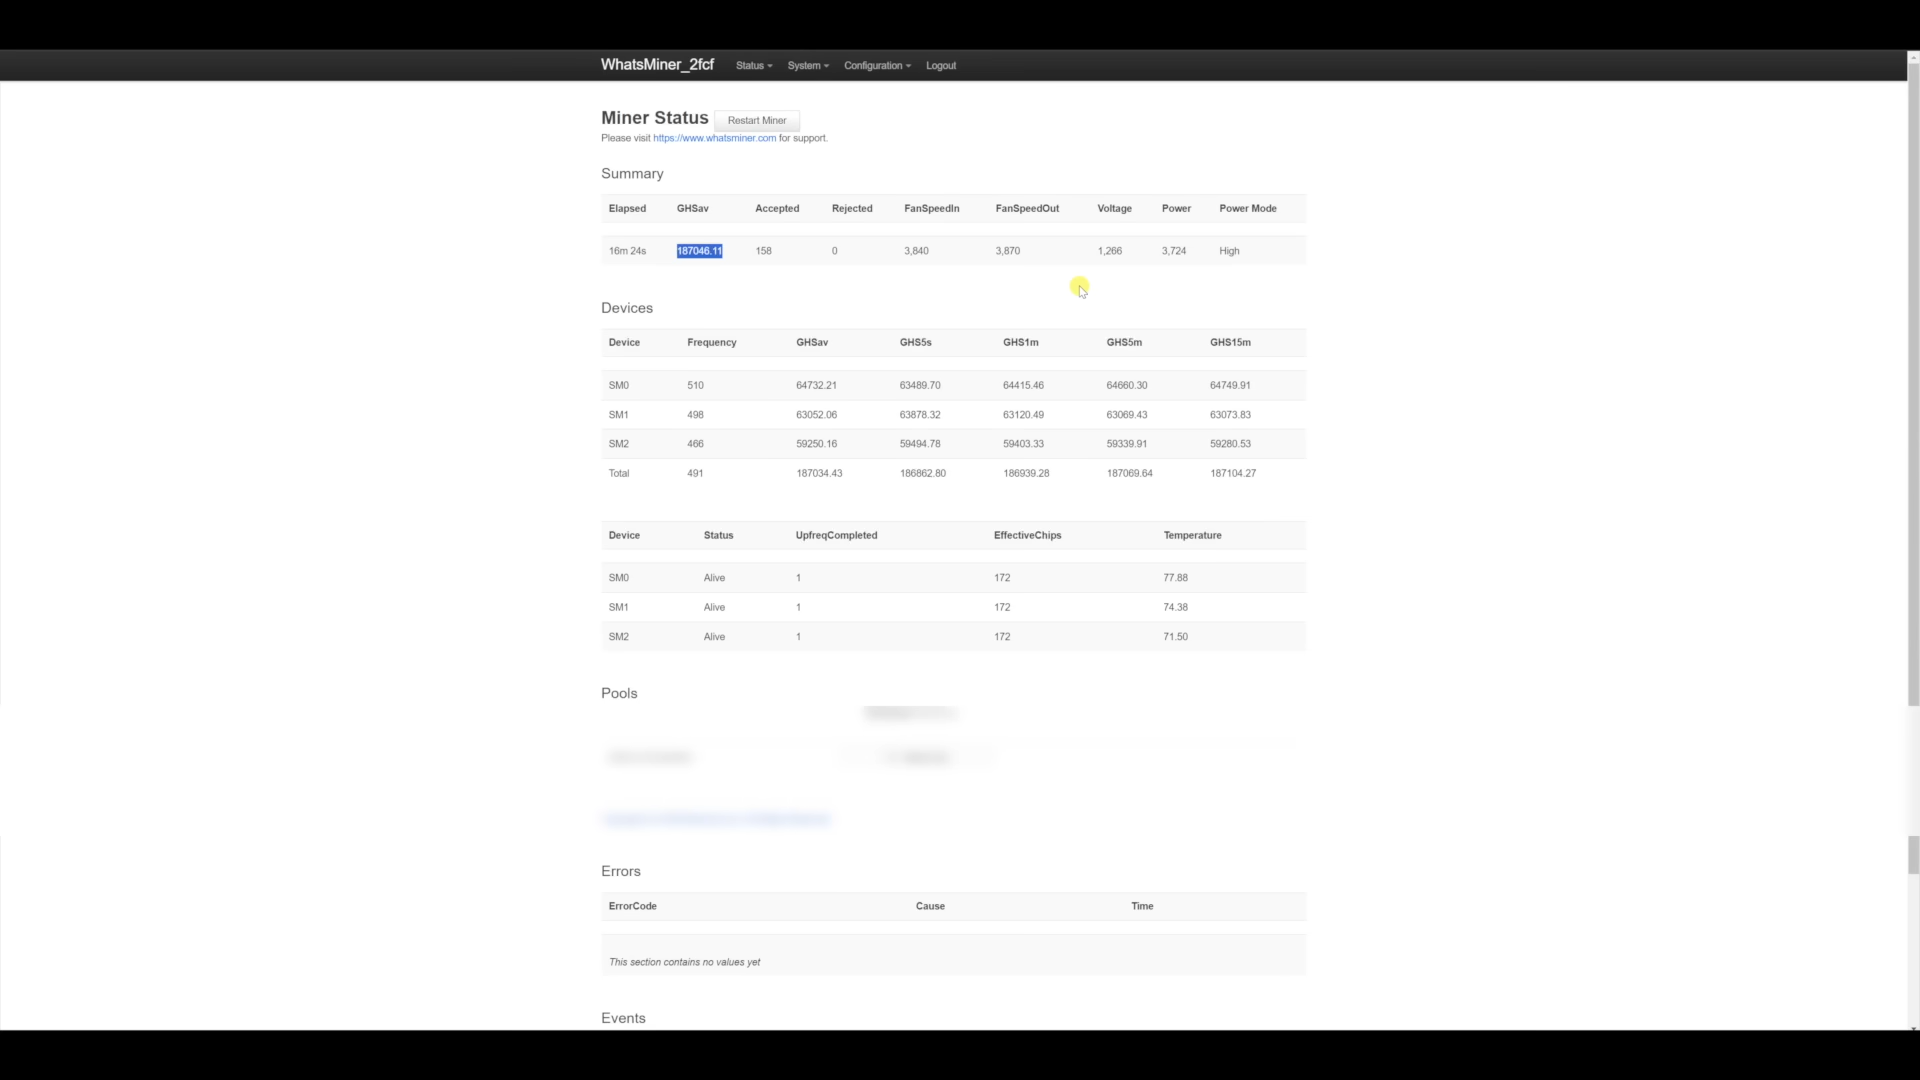 WhatsMiner_2fcf Status System Configuration Logout
Miner Status Restart Miner
Please visit https://www.whatsminer.com for support.
Summary
Elapsed GHSav Accepted Rejected FanSpeedIn FanSpeedOut Voltage Power Power Mode
16m 24s 187046.11 158 0 3,840 3,870 1,266 3,724 High
Devices
Device Frequency GHSav GHS5s GHS1m GHS5m GHS15m
SM0 510 64732.21 63489.70 64415.46 64660.30 64749.91
SM1 498 63052.06 63878.32 63120.49 63069.43 63073.83
SM2 466 59250.16 59494.78 59403.33 59339.91 59280.53
Total 491 187034.43 186862.80 186939.28 187069.64 187104.27
Device Status UpfreqCompleted EffectiveChips Temperature
SM0 Alive 1 172 77.88
SM1 Alive 1 172 74.38
SM2 Alive 1 172 71.50
Pools
Errors
ErrorCode Cause Time
This section contains no values yet
Events